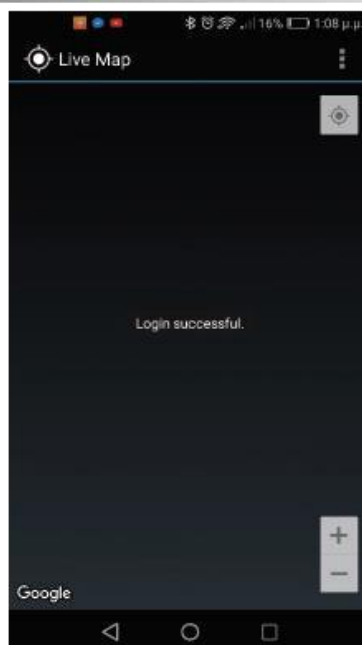 16% 1:08 μ.μ.
Live Map
Login successful.
+
−
Google